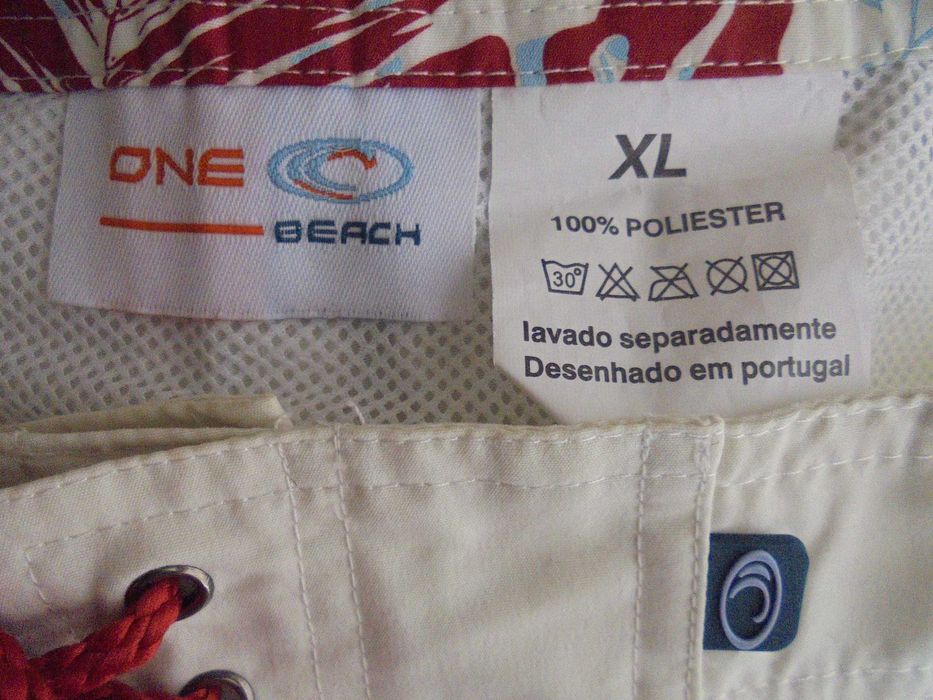 ONE
BEACH
XL
100% POLIESTER
30°
lavado separadamente
Desenhado em portugal